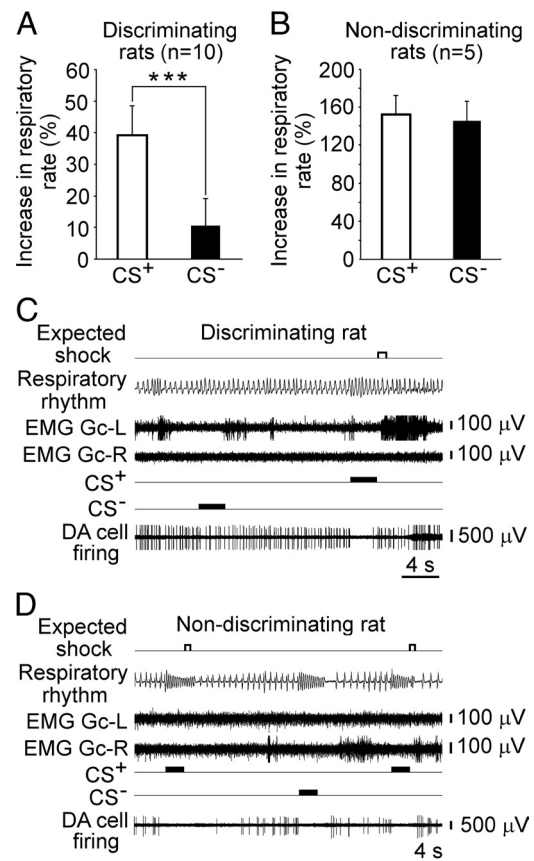 A
Discriminating
rats (n=10)
Increase in respiratory
rate (%)
60
50
40
30
20
10
0
***
CS+
CS-
B
Non-discriminating
rats (n=5)
Increase in respiratory
rate (%)
200
160
120
80
40
0
CS+
CS-
C
Discriminating rat
Expected
shock
Respiratory
rhythm
EMG Gc-L
100 µV
EMG Gc-R
100 µV
CS+
CS-
DA cell
firing
500 µV
4 s
D
Non-discriminating rat
Expected
shock
Respiratory
rhythm
EMG Gc-L
100 µV
EMG Gc-R
100 µV
CS+
CS-
DA cell
firing
500 µV
4 s